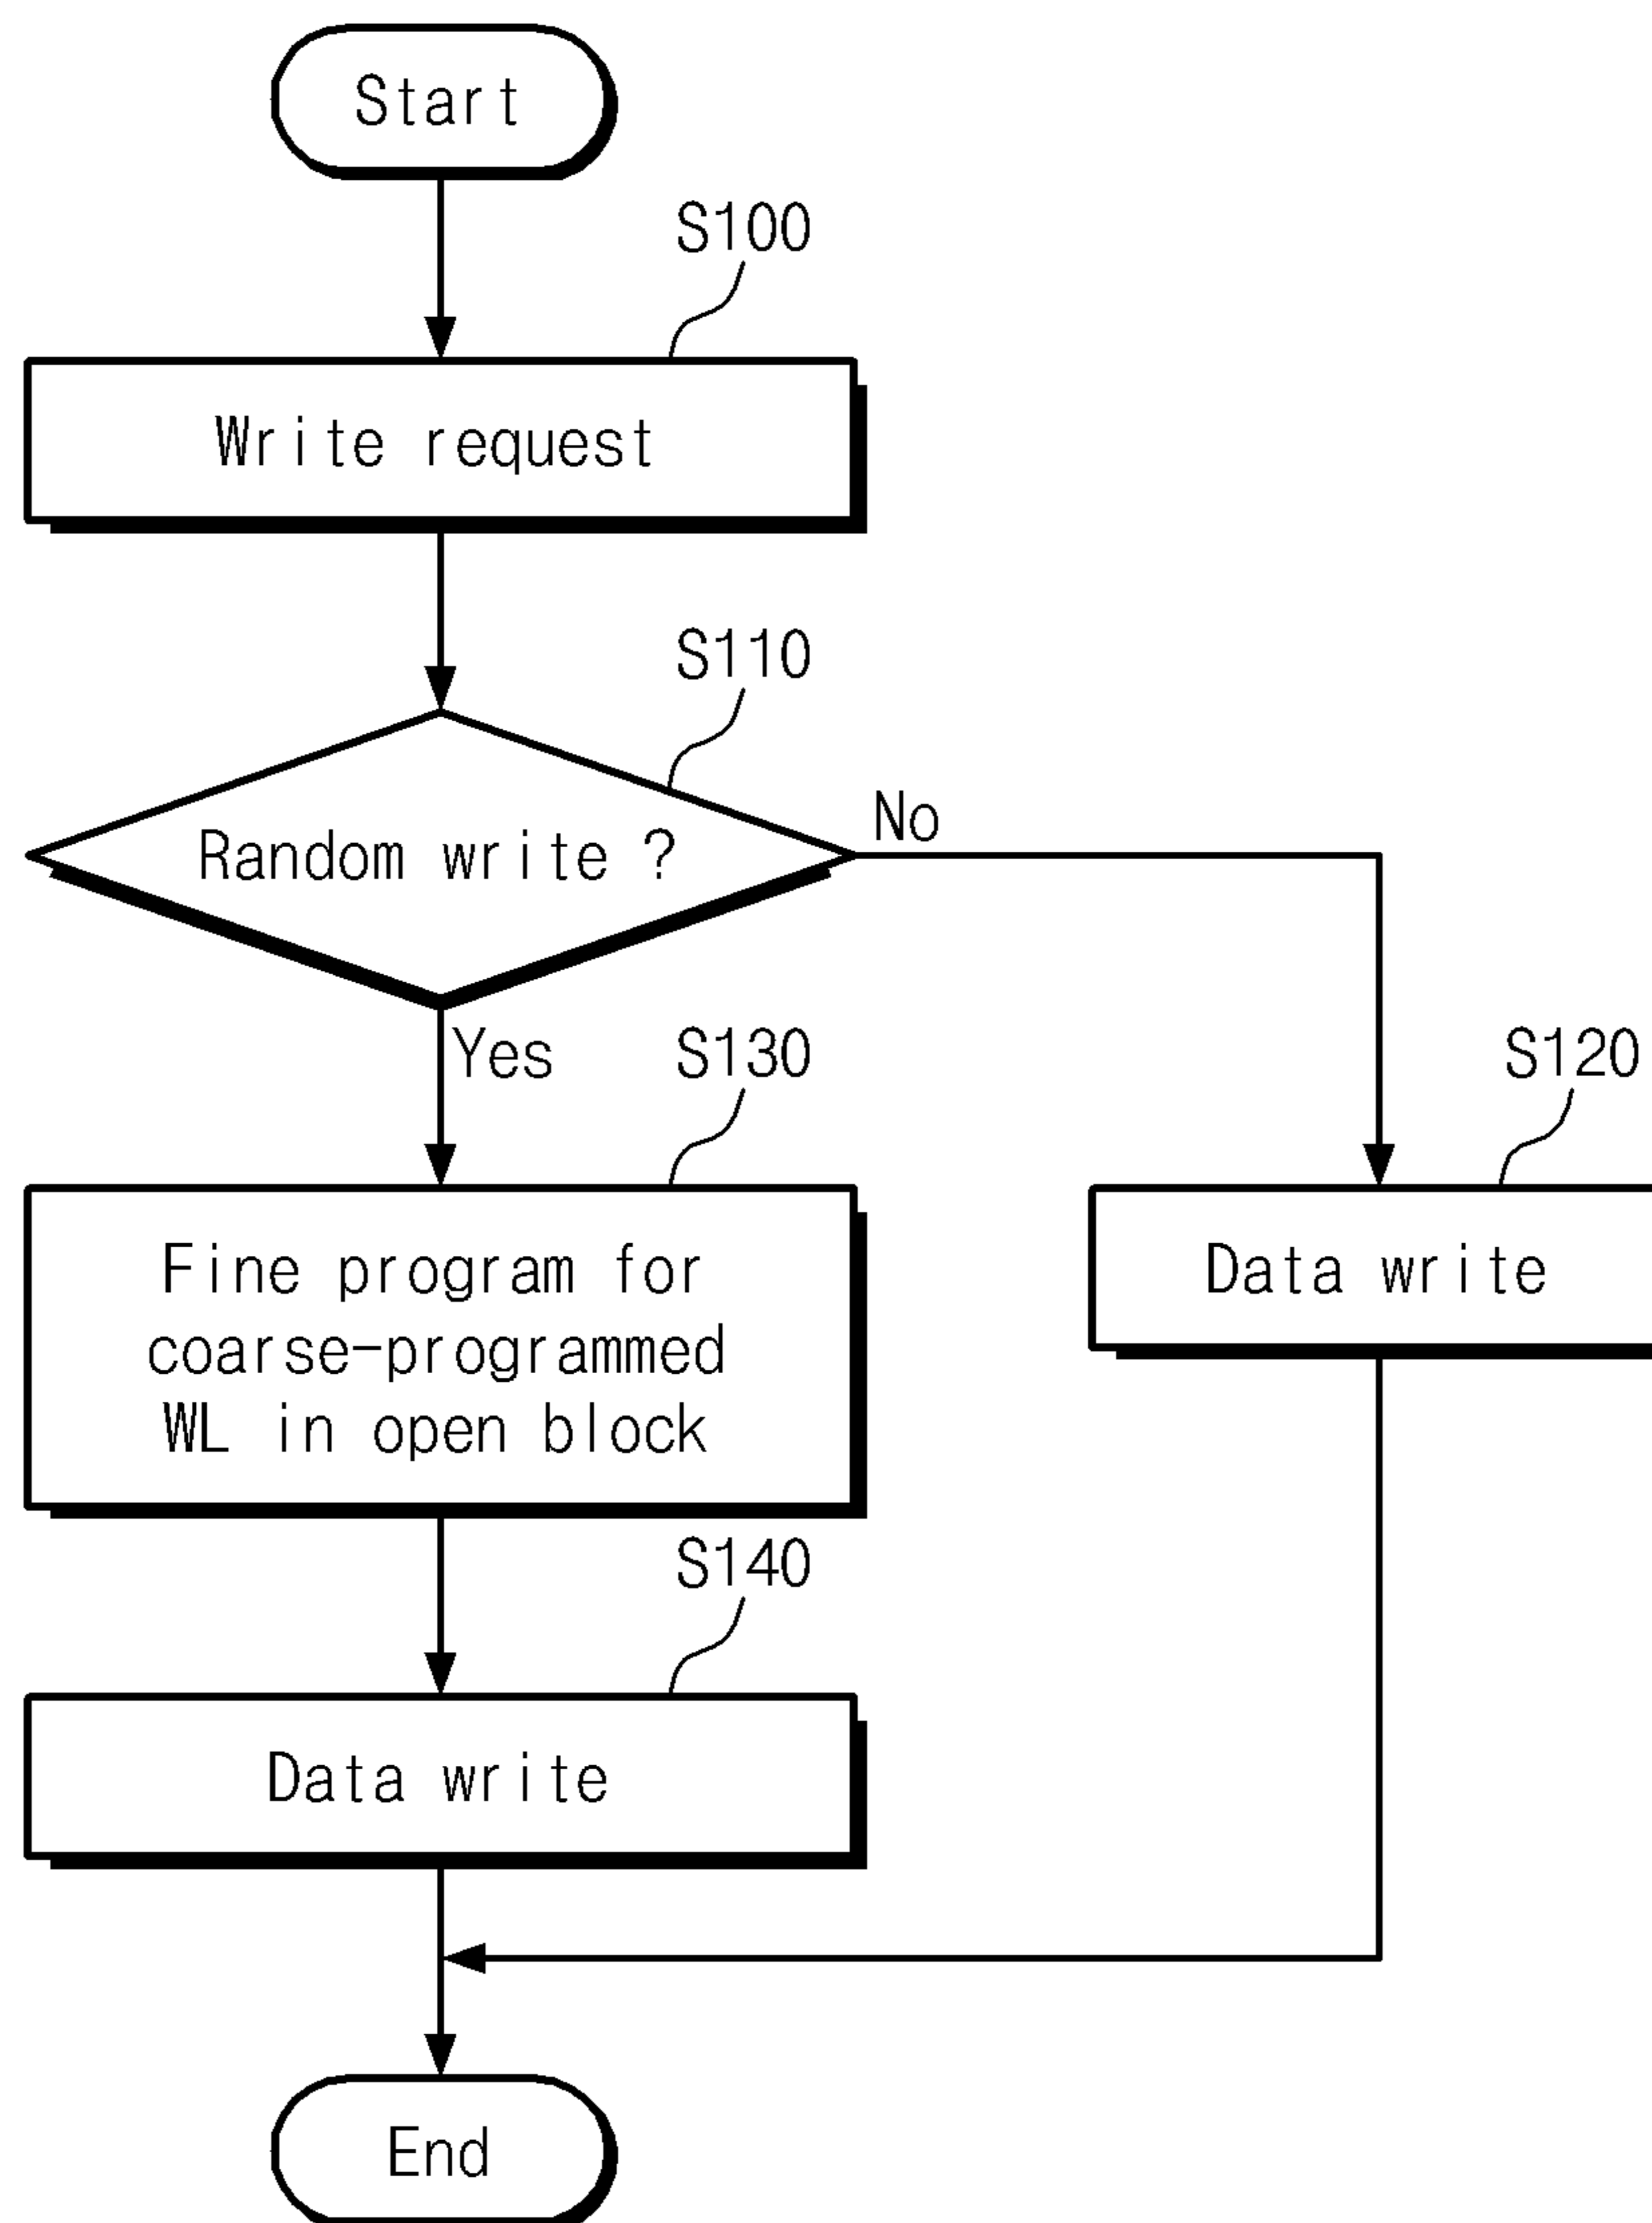 Start
S100
Write request
S110
Random write ?
No
Yes
S130
S120
Fine program for
coarse-programmed
WL in open block
Data write
S140
Data write
End